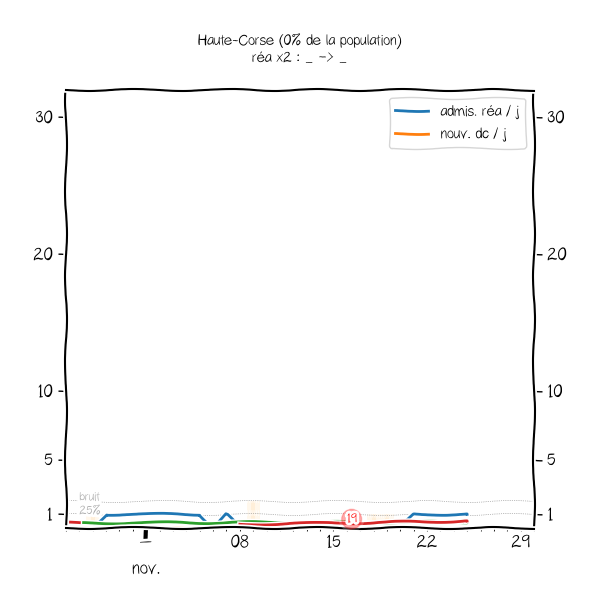 Haute-Corse (0% de la population)
réa x2 : _ -> _
admis. réa / j
nouv. dc / j
30
30
20
20
10
10
5
5
bruit
25%
1
1
19
08
15
22
29
nov.